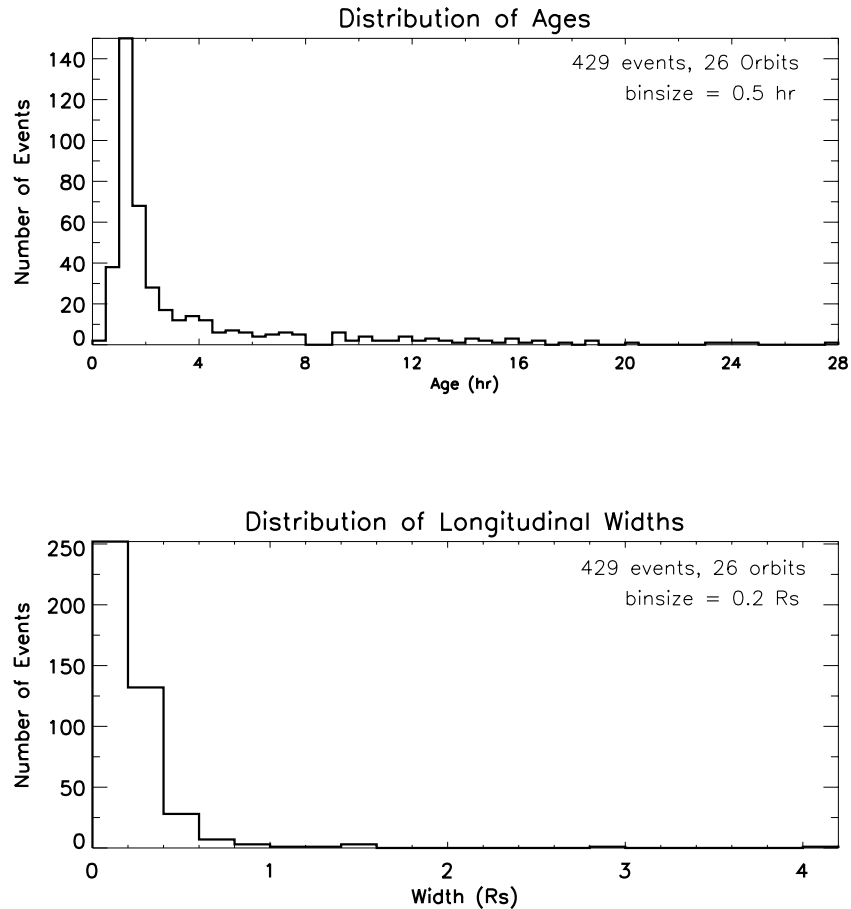 Distribution of Ages
429 events, 26 Orbits
binsize = 0.5 hr
Number of Events
140
120
100
80
60
40
20
0
0 4 8 12 16 20 24 28
Age (hr)
Distribution of Longitudinal Widths
429 events, 26 orbits
binsize = 0.2 Rs
Number of Events
250
200
150
100
50
0
0 1 2 3 4
Width (Rs)